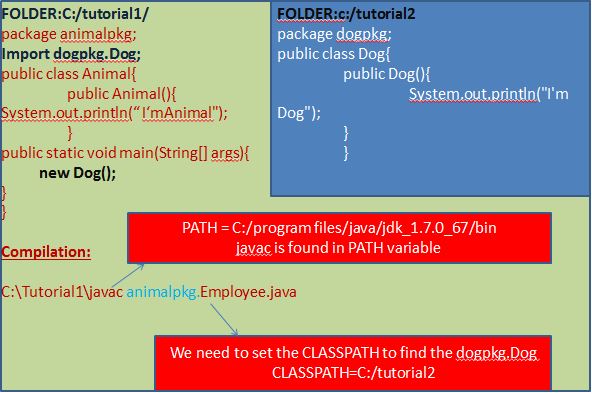 FOLDER:C:/tutorial1/
package animalpkg;
Import dogpkg.Dog;
public class Animal{
public Animal(){
System.out.println(“ I‘mAnimal");
}
public static void main(String[] args){
new Dog();
}
}
Compilation:
C:\Tutorial1\javac animalpkg.Employee.java
FOLDER:c:/tutorial2
package dogpkg;
public class Dog{
public Dog(){
System.out.println("I'm
Dog");
}
}
PATH = C:/program files/java/jdk_1.7.0_67/bin
javac is found in PATH variable
We need to set the CLASSPATH to find the dogpkg.Dog
CLASSPATH=C:/tutorial2